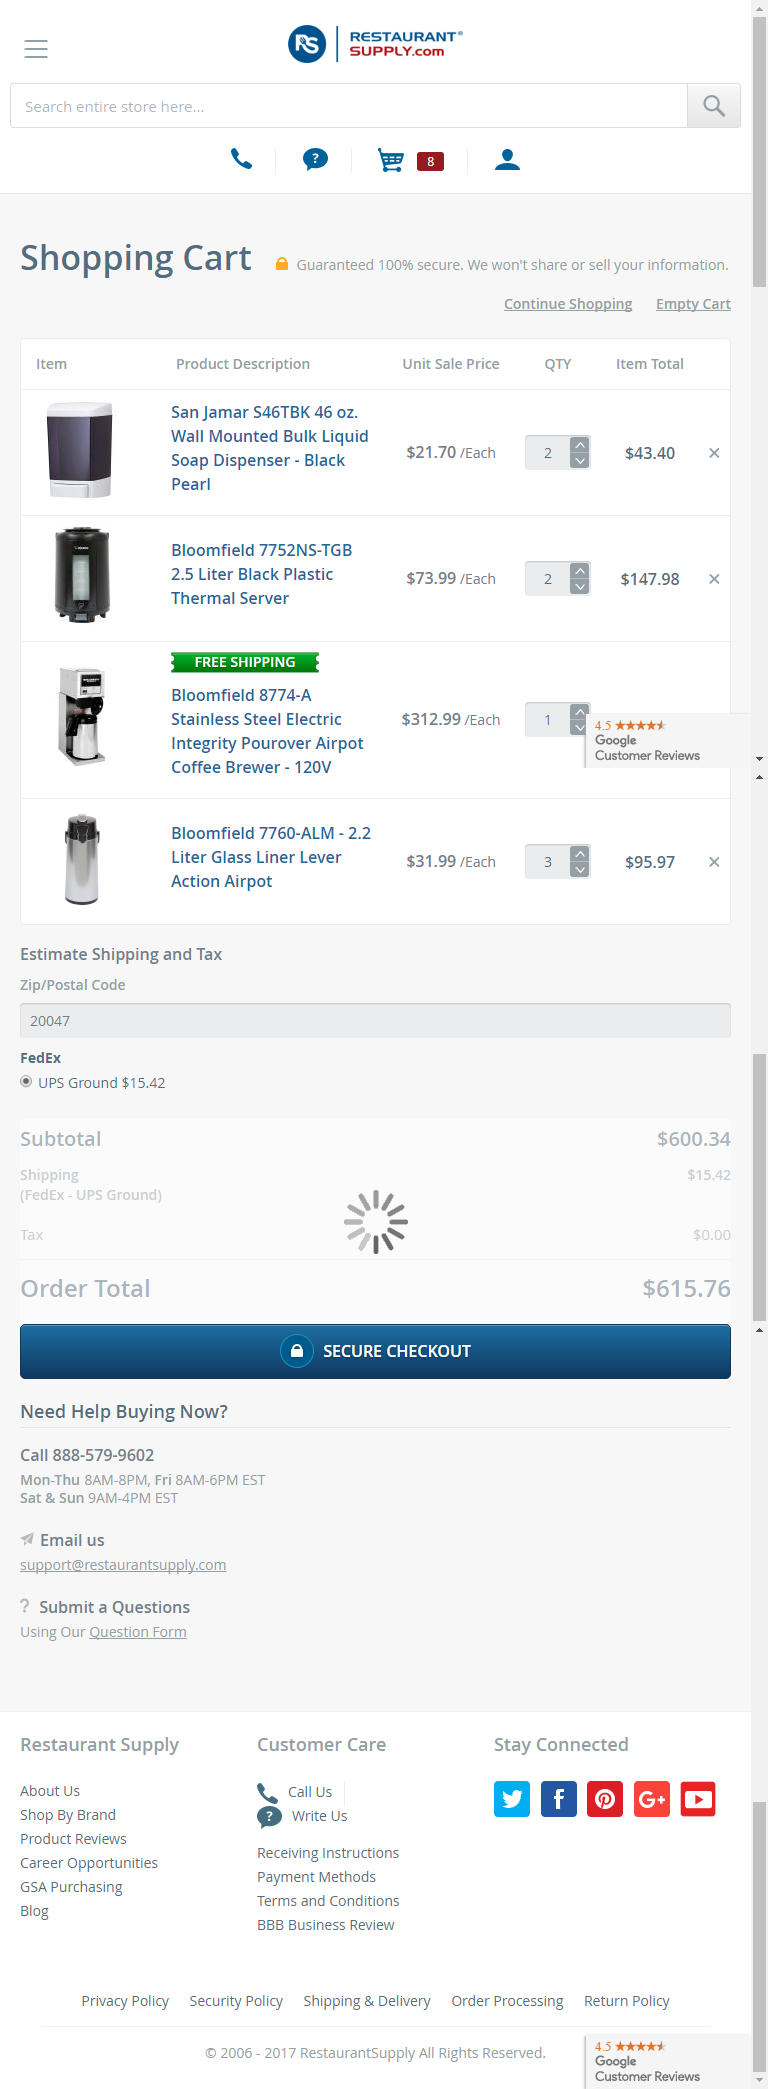 RS RESTAURANT®
SUPPLY.com
Search entire store here...
?
8
Shopping Cart
Guaranteed 100% secure. We won't share or sell your information.
Continue Shopping Empty Cart
Item Product Description Unit Sale Price QTY Item Total
San Jamar S46TBK 46 oz.
Wall Mounted Bulk Liquid
Soap Dispenser - Black
Pearl
$21.70 /Each 2 $43.40 ×
Bloomfield 7752NS-TGB
2.5 Liter Black Plastic
Thermal Server
$73.99 /Each 2 $147.98 ×
FREE SHIPPING
Bloomfield 8774-A
Stainless Steel Electric
Integrity Pourover Airpot
Coffee Brewer - 120V
$312.99 /Each 1
4.5 ★★★★★
Google
Customer Reviews
Bloomfield 7760-ALM - 2.2
Liter Glass Liner Lever
Action Airpot
$31.99 /Each 3 $95.97 ×
Estimate Shipping and Tax
Zip/Postal Code
20047
FedEx
UPS Ground $15.42
Subtotal $600.34
Shipping $15.42
(FedEx - UPS Ground)
Tax $0.00
Order Total $615.76
SECURE CHECKOUT
Need Help Buying Now?
Call 888-579-9602
Mon-Thu 8AM-8PM, Fri 8AM-6PM EST
Sat & Sun 9AM-4PM EST
Email us
support@restaurantsupply.com
? Submit a Questions
Using Our Question Form
Restaurant Supply
About Us
Shop By Brand
Product Reviews
Career Opportunities
GSA Purchasing
Blog
Customer Care
Call Us
? Write Us
Receiving Instructions
Payment Methods
Terms and Conditions
BBB Business Review
Stay Connected
f G+
Privacy Policy Security Policy Shipping & Delivery Order Processing Return Policy
© 2006 - 2017 RestaurantSupply All Rights Reserved.
4.5 ★★★★★
Google
Customer Reviews